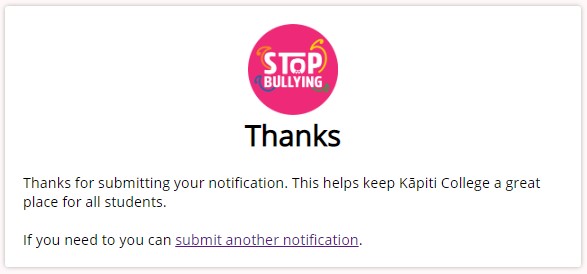 STOP
BULLYING
Thanks
Thanks for submitting your notification. This helps keep Kāpiti College a great
place for all students.
If you need to you can submit another notification.